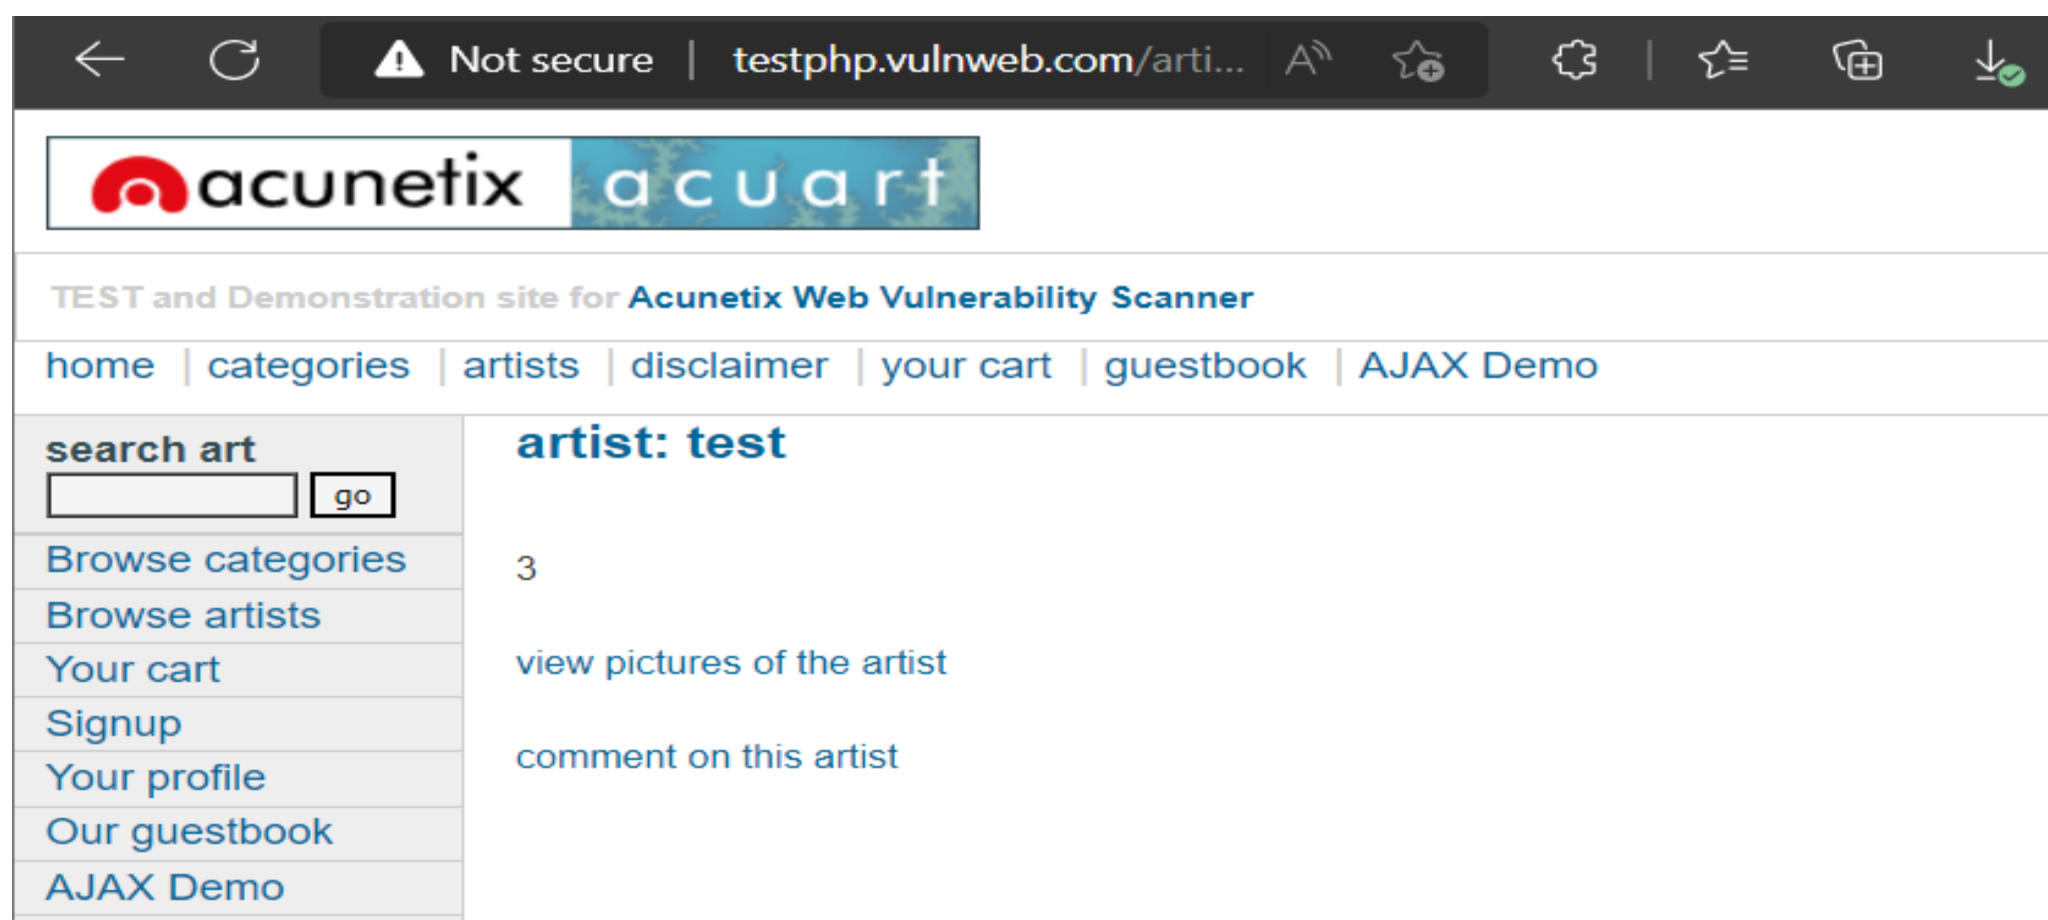 Not secure | testphp.vulnweb.com/arti...
acunetix acuart
TEST and Demonstration site for Acunetix Web Vulnerability Scanner
home | categories | artists | disclaimer | your cart | guestbook | AJAX Demo
search art
go
Browse categories
Browse artists
Your cart
Signup
Your profile
Our guestbook
AJAX Demo
artist: test
3
view pictures of the artist
comment on this artist